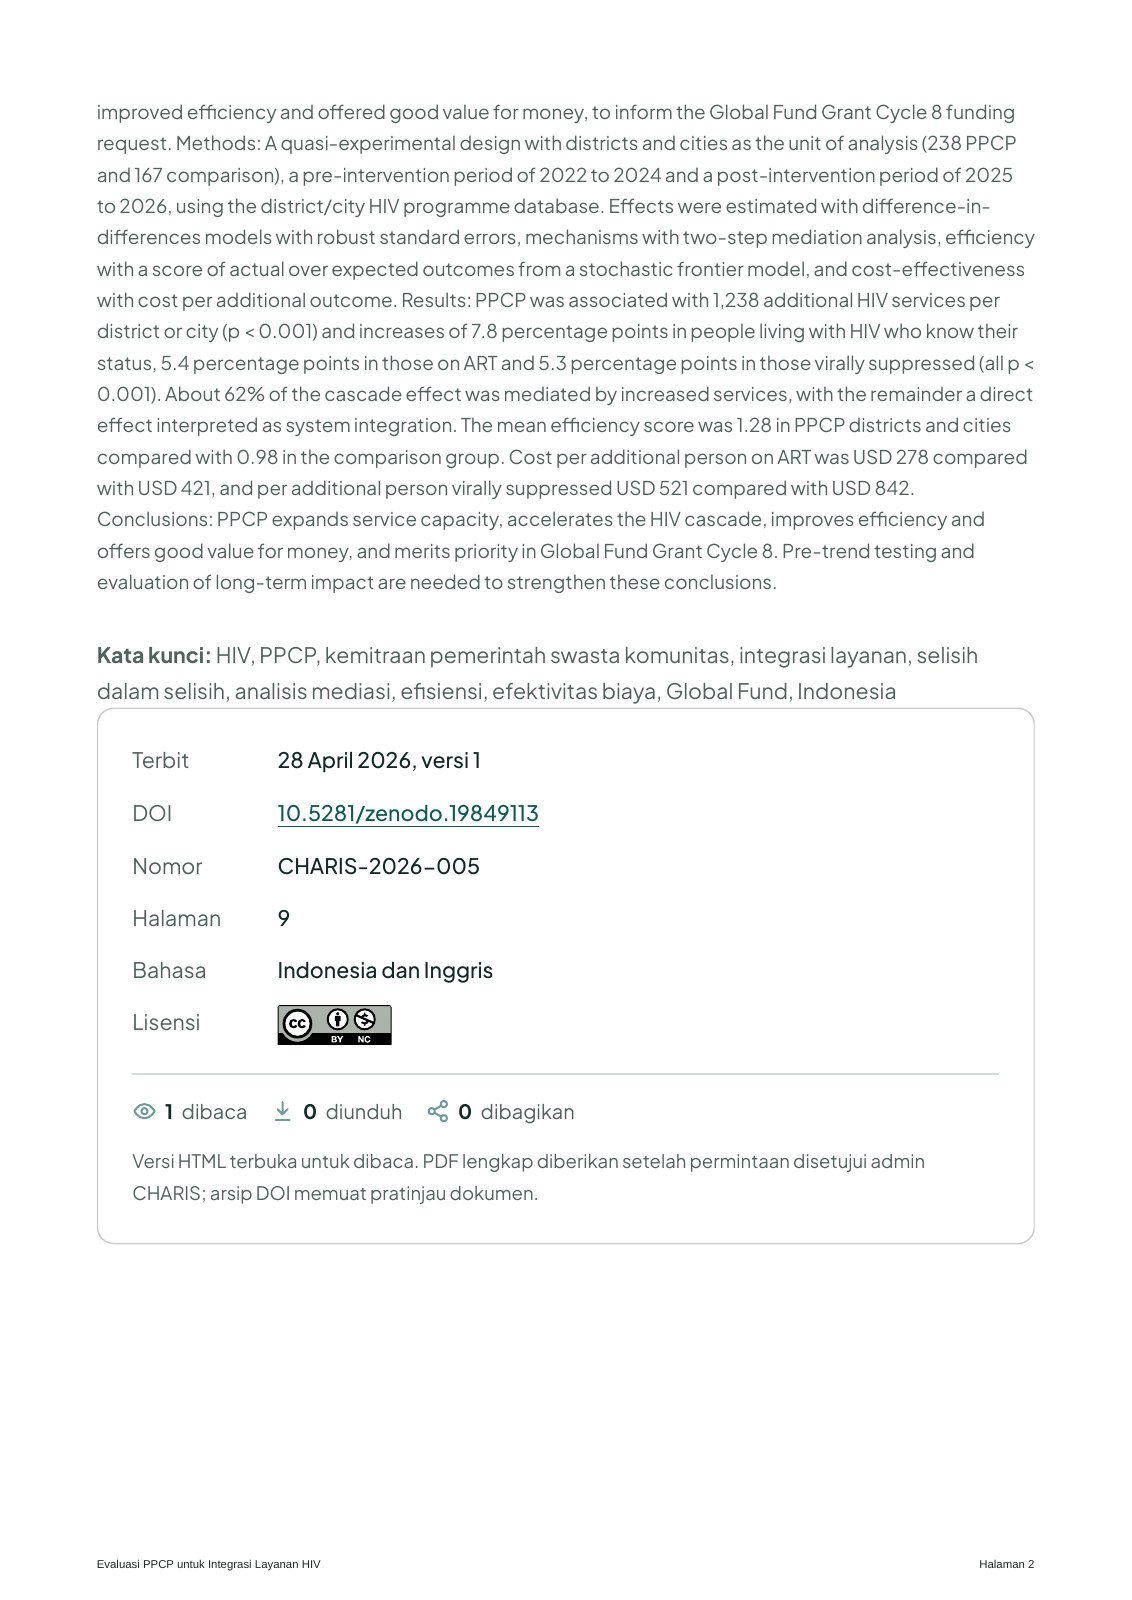 improved efficiency and offered good value for money, to inform the Global Fund Grant Cycle 8 funding
request. Methods: A quasi-experimental design with districts and cities as the unit of analysis (238 PPCP
and 167 comparison), a pre-intervention period of 2022 to 2024 and a post-intervention period of 2025
to 2026, using the district/city HIV programme database. Effects were estimated with difference-in-
differences models with robust standard errors, mechanisms with two-step mediation analysis, efficiency
with a score of actual over expected outcomes from a stochastic frontier model, and cost-effectiveness
with cost per additional outcome. Results: PPCP was associated with 1,238 additional HIV services per
district or city (p < 0.001) and increases of 7.8 percentage points in people living with HIV who know their
status, 5.4 percentage points in those on ART and 5.3 percentage points in those virally suppressed (all p <
0.001). About 62% of the cascade effect was mediated by increased services, with the remainder a direct
effect interpreted as system integration. The mean efficiency score was 1.28 in PPCP districts and cities
compared with 0.98 in the comparison group. Cost per additional person on ART was USD 278 compared
with USD 421, and per additional person virally suppressed USD 521 compared with USD 842.
Conclusions: PPCP expands service capacity, accelerates the HIV cascade, improves efficiency and
offers good value for money, and merits priority in Global Fund Grant Cycle 8. Pre-trend testing and
evaluation of long-term impact are needed to strengthen these conclusions.
Kata kunci: HIV, PPCP, kemitraan pemerintah swasta komunitas, integrasi layanan, selisih
dalam selisih, analisis mediasi, efisiensi, efektivitas biaya, Global Fund, Indonesia
Terbit 28 April 2026, versi 1
DOI 10.5281/zenodo.19849113
Nomor CHARIS-2026-005
Halaman 9
Bahasa Indonesia dan Inggris
Lisensi CC BY NC
1 dibaca 0 diunduh 0 dibagikan
Versi HTML terbuka untuk dibaca. PDF lengkap diberikan setelah permintaan disetujui admin
CHARIS; arsip DOI memuat pratinjau dokumen.
Evaluasi PPCP untuk Integrasi Layanan HIV Halaman 2